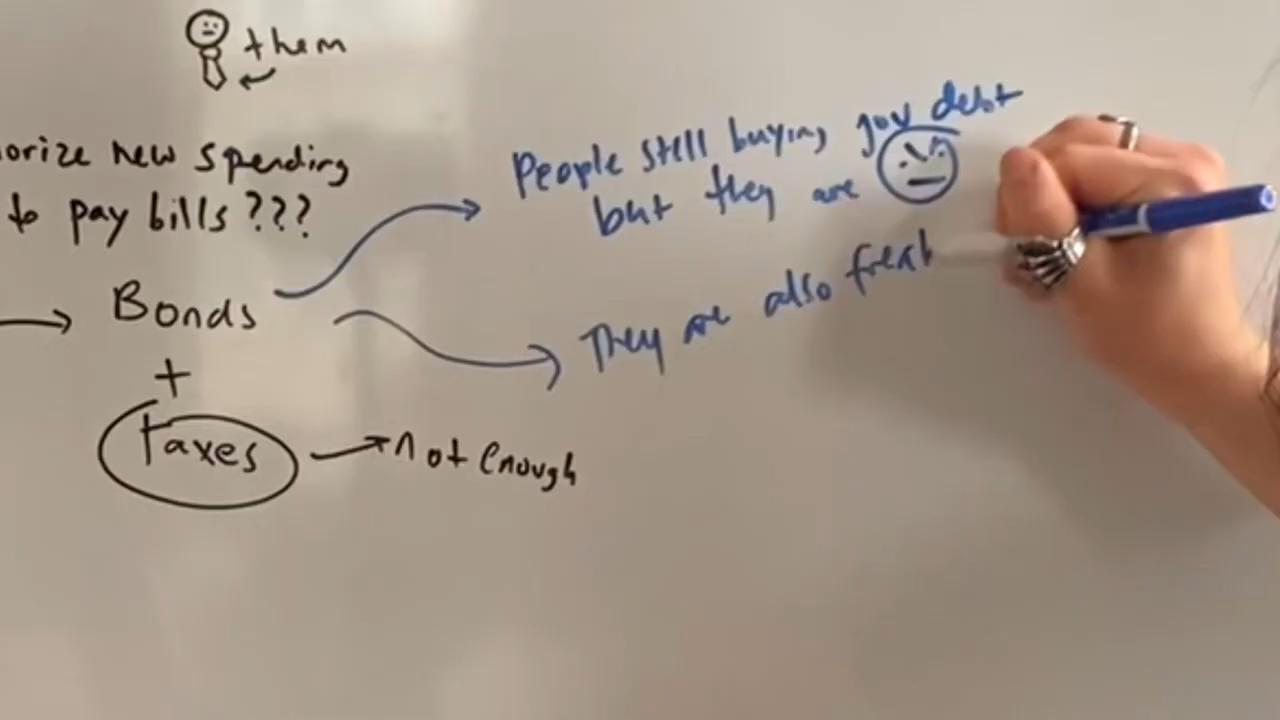 them
orize new spending
to pay bills???
Bonds
+
Taxes
not enough
People still buying gov debt
but they are
They are also freak